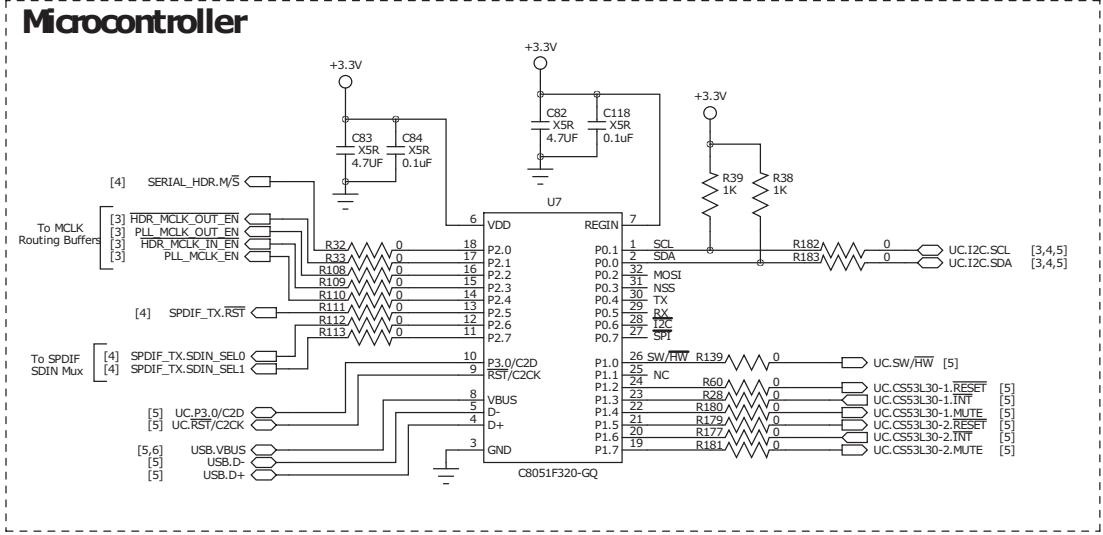 Microcontroller
+3.3V
+3.3V
+3.3V
C83
X5R
4.7UF
C84
X5R
0.1uF
C82
X5R
4.7UF
C118
X5R
0.1uF
R39
1K
R38
1K
[4] SERIAL_HDR.M/S̅
To MCLK
Routing Buffers
[3] HDR_MCLK_OUT_EN
[3] PLL_MCLK_OUT_EN
[3] HDR_MCLK_IN_EN
[3] PLL_MCLK_EN
[4] SPDIF_TX.RST
To SPDIF
SDIN Mux
[4] SPDIF_TX.SDIN_SEL0
[4] SPDIF_TX.SDIN_SEL1
[5] UC.P3.0/C2D
[5] UC.RST/C2CK
[5,6] USB.VBUS
[5] USB.D-
[5] USB.D+
R32 0
R33 0
R108 0
R109 0
R110 0
R111 0
R112 0
R113 0
U7
6 VDD
18 P2.0
17 P2.1
16 P2.2
15 P2.3
14 P2.4
13 P2.5
12 P2.6
11 P2.7
10 P3.0/C2D
9 RST/C2CK
8 VBUS
5 D-
4 D+
3 GND
REGIN 7
P0.1 1 SCL R182 0 UC.I2C.SCL [3,4,5]
P0.0 2 SDA R183 0 UC.I2C.SDA [3,4,5]
P0.2 32 MOSI
P0.3 31 NSS
P0.4 30 TX
P0.5 29 RX
P0.6 28 I2C
P0.7 27 SPI
P1.0 26 SW/HW R139 0 UC.SW/HW [5]
P1.1 25 NC
P1.2 24 R60 0 UC.CS53L30-1.RESET [5]
P1.3 23 R28 0 UC.CS53L30-1.INT [5]
P1.4 22 R180 0 UC.CS53L30-1.MUTE [5]
P1.5 21 R179 0 UC.CS53L30-2.RESET [5]
P1.6 20 R177 0 UC.CS53L30-2.INT [5]
P1.7 19 R181 0 UC.CS53L30-2.MUTE [5]
C8051F320-GQ